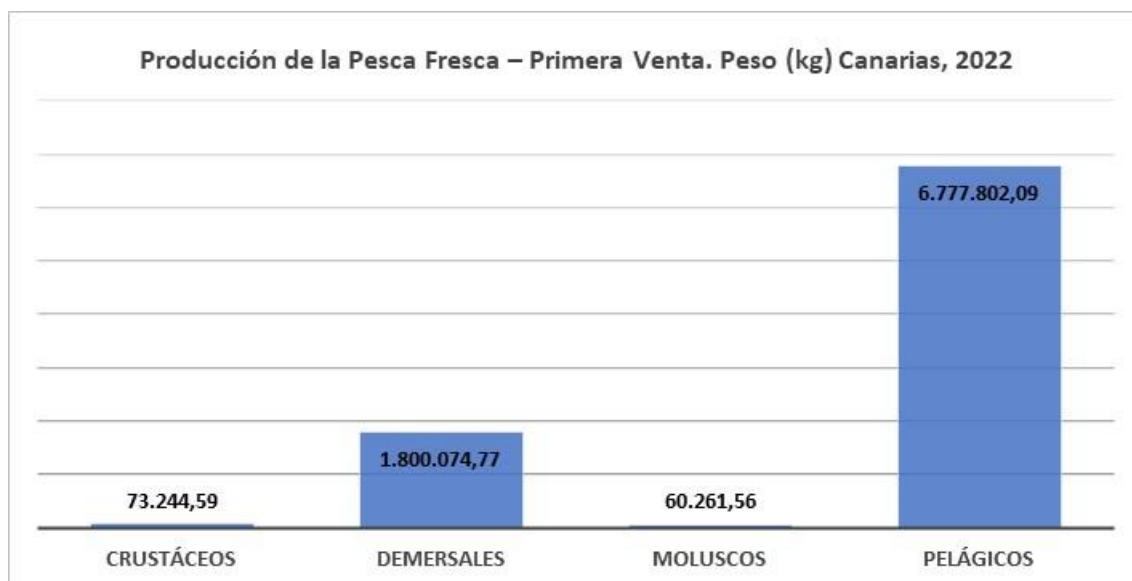 Producción de la Pesca Fresca – Primera Venta. Peso (kg) Canarias, 2022
6.777.802,09
1.800.074,77
73.244,59
60.261,56
CRUSTÁCEOS
DEMERSALES
MOLUSCOS
PELÁGICOS